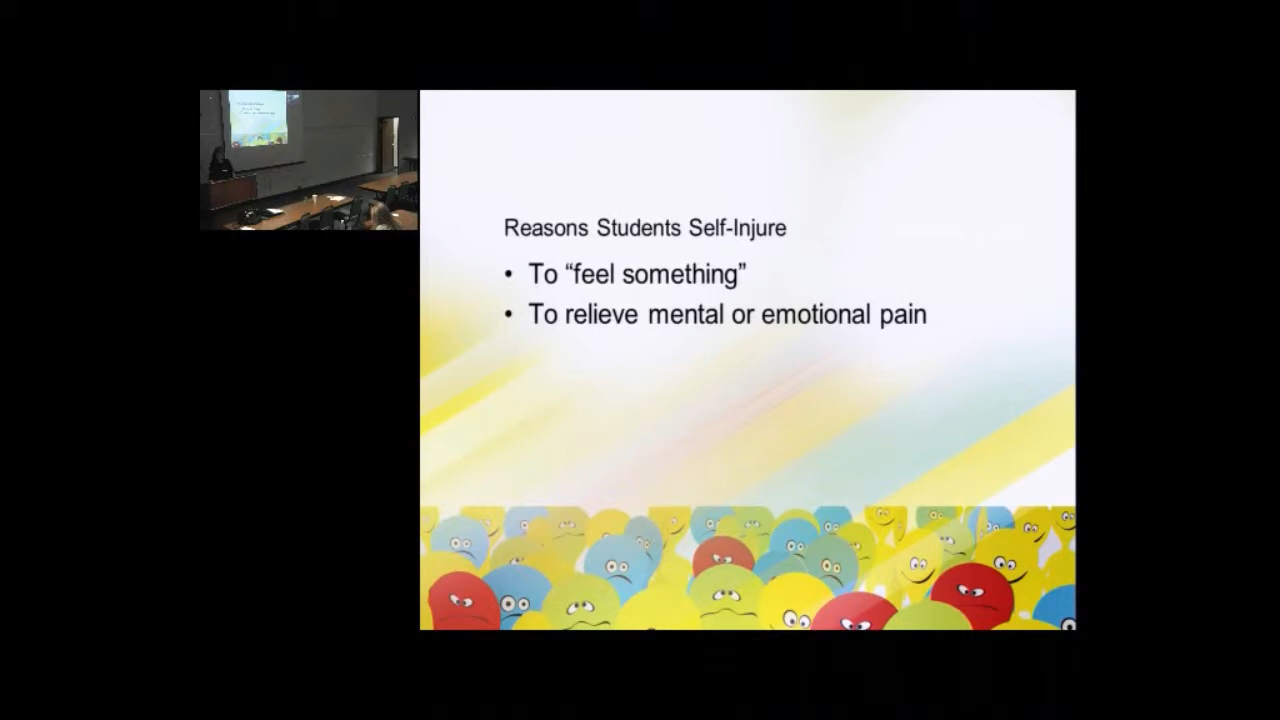 Reasons Students Self-Injure
• To “feel something”
• To relieve mental or emotional pain